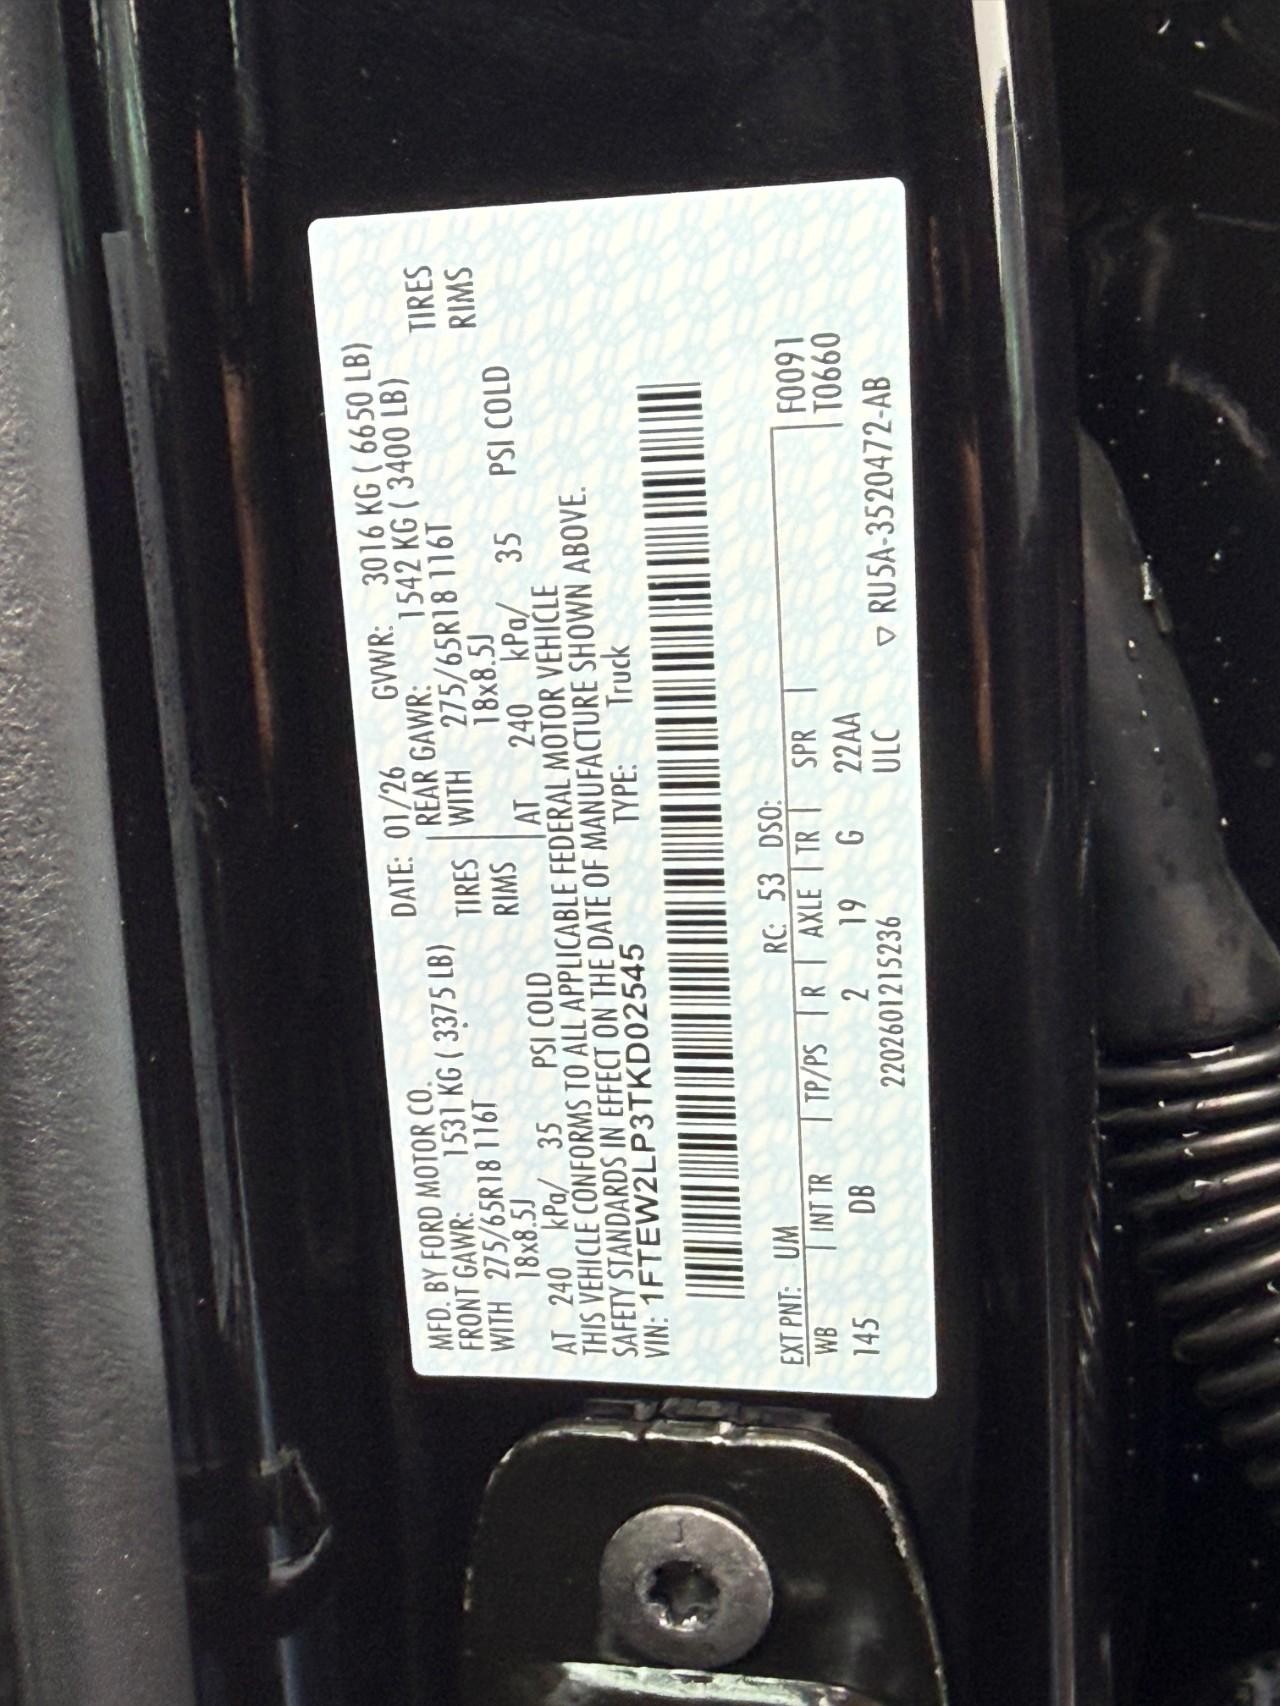 MFD. BY FORD MOTOR CO.
DATE: 01/26 GVWR: 3016 KG ( 6650 LB)
FRONT GAWR: 1531 KG ( 3375 LB) REAR GAWR: 1542 KG ( 3400 LB)
WITH 275/65R18 116T TIRES WITH 275/65R18 116T TIRES
18x8.5J RIMS 18x8.5J RIMS
AT 240 kPa/ 35 PSI COLD AT 240 kPa/ 35 PSI COLD
THIS VEHICLE CONFORMS TO ALL APPLICABLE FEDERAL MOTOR VEHICLE
SAFETY STANDARDS IN EFFECT ON THE DATE OF MANUFACTURE SHOWN ABOVE.
VIN: 1FTEW2LP3TKD02545 TYPE: Truck
EXT PNT: UM RC: 53 DSO: F0091
WB INT TR TP/PS R AXLE TR SPR T0660
145 DB 2 19 G 22AA
2202601215236 ULC ▽ RU5A-3520472-AB